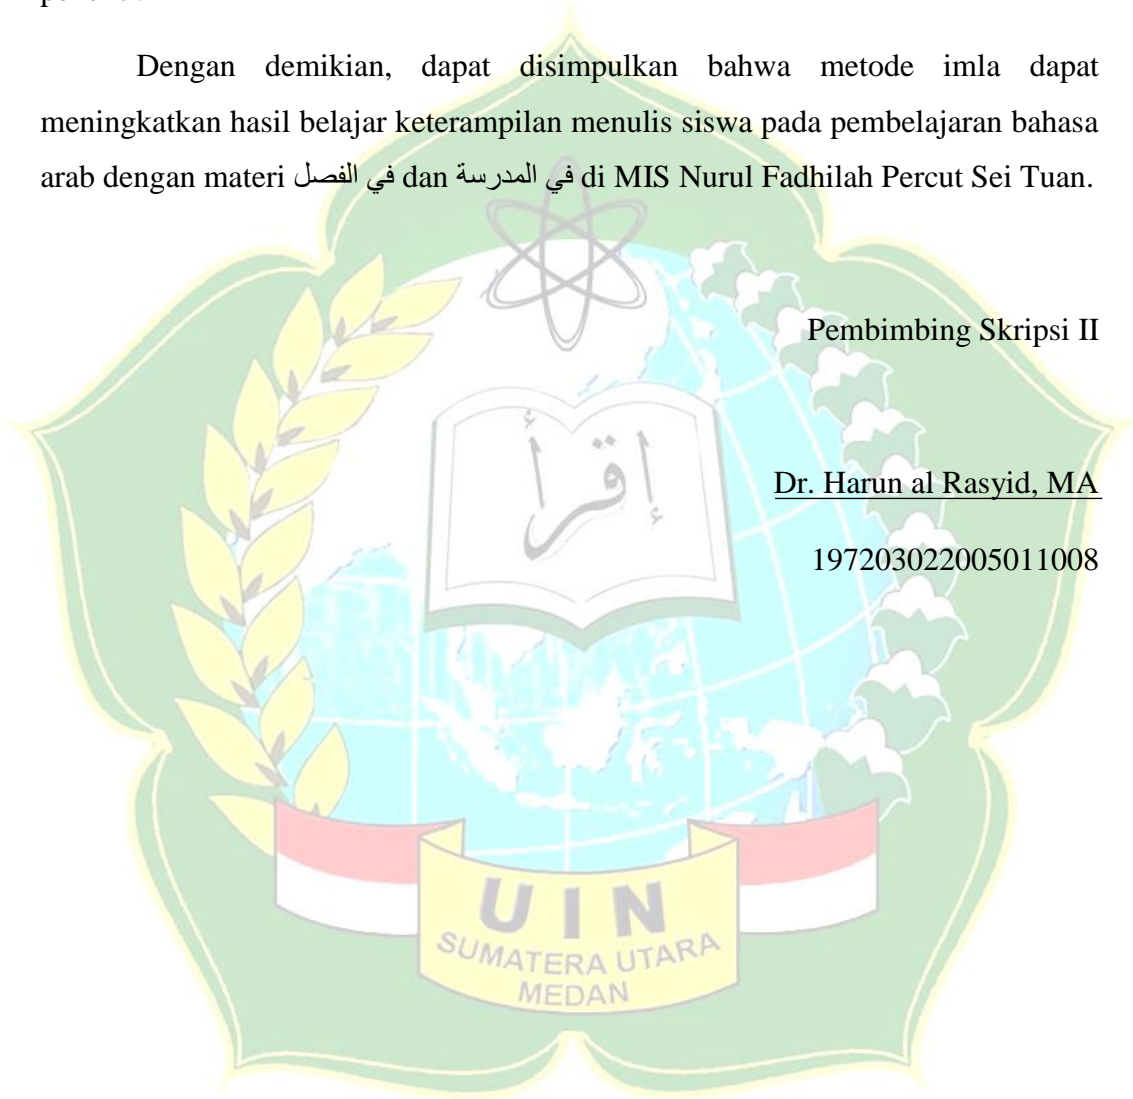 Dengan demikian, dapat disimpulkan bahwa metode imla dapat
meningkatkan hasil belajar keterampilan menulis siswa pada pembelajaran bahasa
arab dengan materi في الفصل dan في المدرسة di MIS Nurul Fadhilah Percut Sei Tuan.
Pembimbing Skripsi II
إقرأ
Dr. Harun al Rasyid, MA
197203022005011008
UIN
SUMATERA UTARA
MEDAN